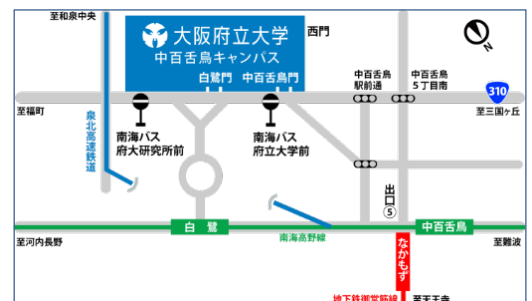 至和泉中央
大阪府立大学
中百舌鳥キャンパス
西門
N
白鷺門
中百舌鳥門
中百舌鳥
駅前通
中百舌鳥
5丁目南
310
至福町
至三国ヶ丘
泉北高速鉄道
南海バス
府大研究所前
南海バス
府立大学前
出口
5
白鷺
中百舌鳥
至河内長野
南海高野線
至難波
なかもず
地下鉄御堂筋線
至天王寺